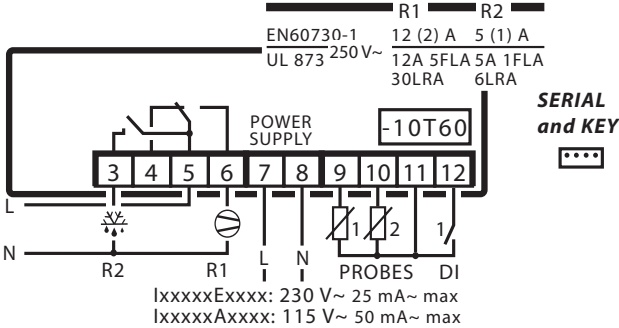 R1 R2
EN60730-1 250 V~ 12 (2) A 5 (1) A
UL 873 12A 5FLA 5A 1FLA
30LRA 6LRA
SERIAL
and KEY
POWER
SUPPLY
-10T60
3 4 5 6 7 8 9 10 11 12
L
1 2 1
N
R2 R1 L N PROBES DI
IxxxxxExxxx: 230 V~ 25 mA~ max
IxxxxxAxxxx: 115 V~ 50 mA~ max